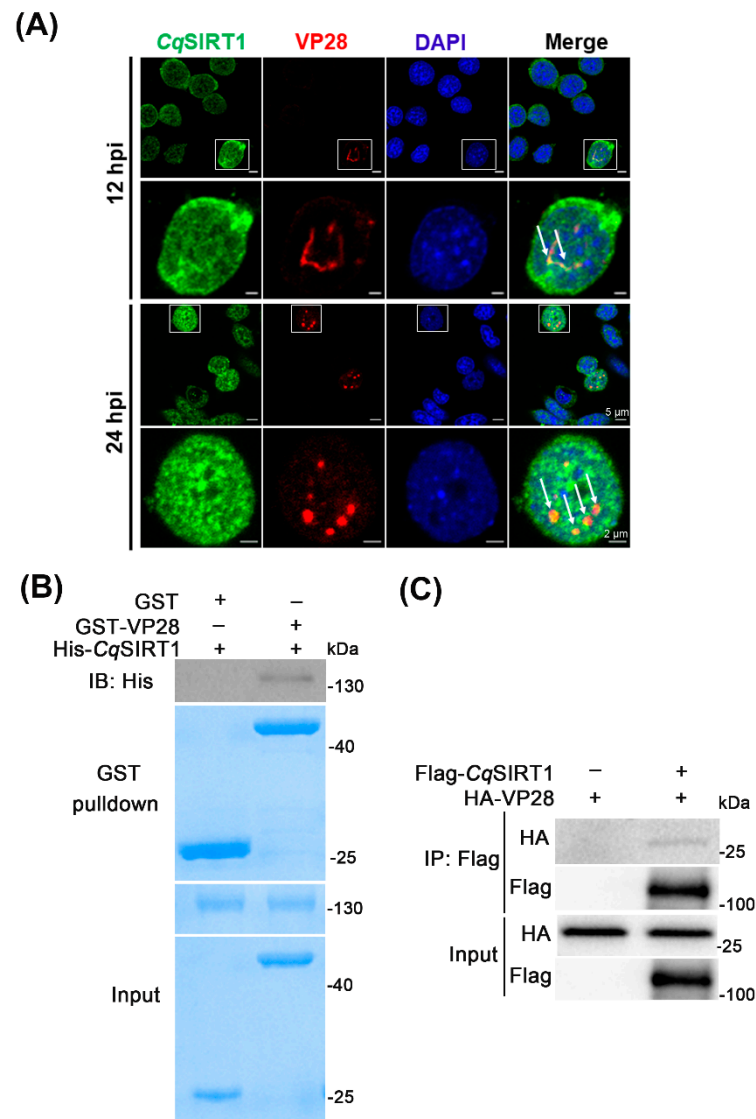 (A)
CqSIRT1 VP28 DAPI Merge
12 hpi
24 hpi
5 μm
2 μm
(B)
GST + –
GST-VP28 – +
His-CqSIRT1 + + kDa
IB: His -130
GST pulldown
-40
-25
-130
Input
-40
-25
(C)
Flag-CqSIRT1 – +
HA-VP28 + + kDa
IP: Flag
HA -25
Flag -100
Input
HA -25
Flag -100